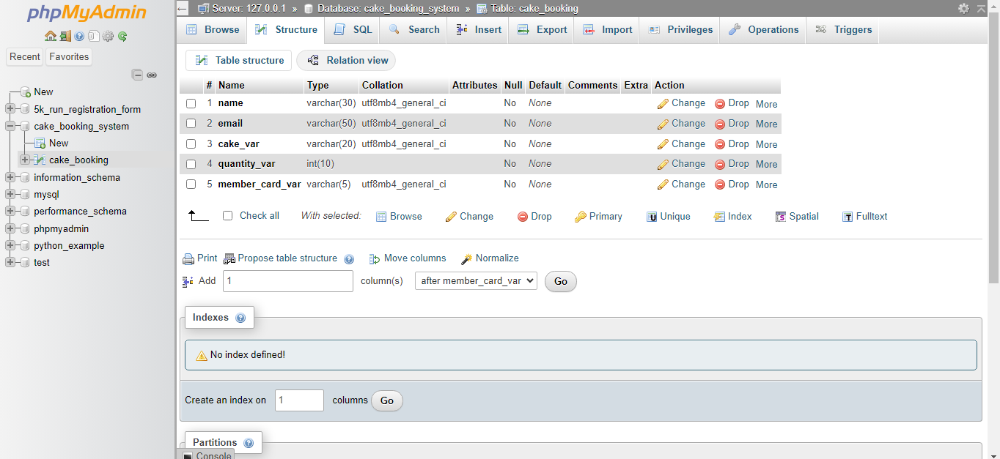 phpMyAdmin
Recent Favorites
New
5k_run_registration_form
cake_booking_system
New
cake_booking
information_schema
mysql
performance_schema
phpmyadmin
python_example
test
Server: 127.0.0.1 » Database: cake_booking_system » Table: cake_booking
Browse Structure SQL Search Insert Export Import Privileges Operations Triggers
Table structure Relation view
# Name Type Collation Attributes Null Default Comments Extra Action
1 name varchar(30) utf8mb4_general_ci No None Change Drop More
2 email varchar(50) utf8mb4_general_ci No None Change Drop More
3 cake_var varchar(20) utf8mb4_general_ci No None Change Drop More
4 quantity_var int(10) No None Change Drop More
5 member_card_var varchar(5) utf8mb4_general_ci No None Change Drop More
Check all With selected: Browse Change Drop Primary Unique Index Spatial Fulltext
Print Propose table structure Move columns Normalize
Add 1 column(s) after member_card_var Go
Indexes
No index defined!
Create an index on 1 columns Go
Partitions
Console